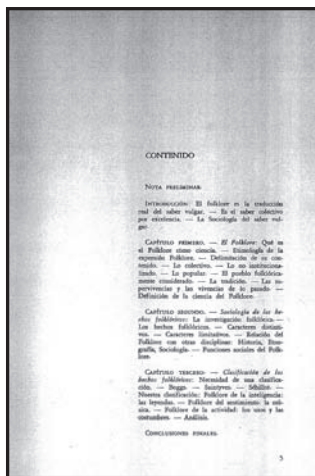 CONTENIDO
NOTA PRELIMINAR
INTRODUCCIÓN: El folklore es la traducción
real del saber vulgar. — Es el saber colectivo
por excelencia. — La Sociología del saber vul-
gar.
CAPÍTULO PRIMERO. — El Folklore: Qué es
el Folklore como ciencia. — Etimología de la
expresión Folklore. — Delimitación de su con-
tenido. — Lo colectivo. — Lo no instituciona-
lizado. — Lo popular. — El pueblo folklórica-
mente considerado. — La tradición. — Las su-
pervivencias y las vivencias de lo pasado. —
Definición de la ciencia del Folklore.
CAPÍTULO SEGUNDO. — Sociología de los he-
chos folklóricos: La investigación folklórica. —
Los hechos folklóricos. — Caracteres distinti-
vos. — Caracteres limitativos. — Relación del
Folklore con otras disciplinas: Historia, Etno-
grafía, Sociología. — Funciones sociales del Folk-
lore.
CAPÍTULO TERCERO. — Clasificación de los
hechos folklóricos: Necesidad de una clasifica-
ción. — Boggs. — Saintyves. — Sébillot. —
Nuestra clasificación: Folklore de la inteligencia:
las leyendas. — Folklore del sentimiento: la mú-
sica. — Folklore de la actividad: los usos y las
costumbres. — Análisis.
CONCLUSIONES FINALES.
5